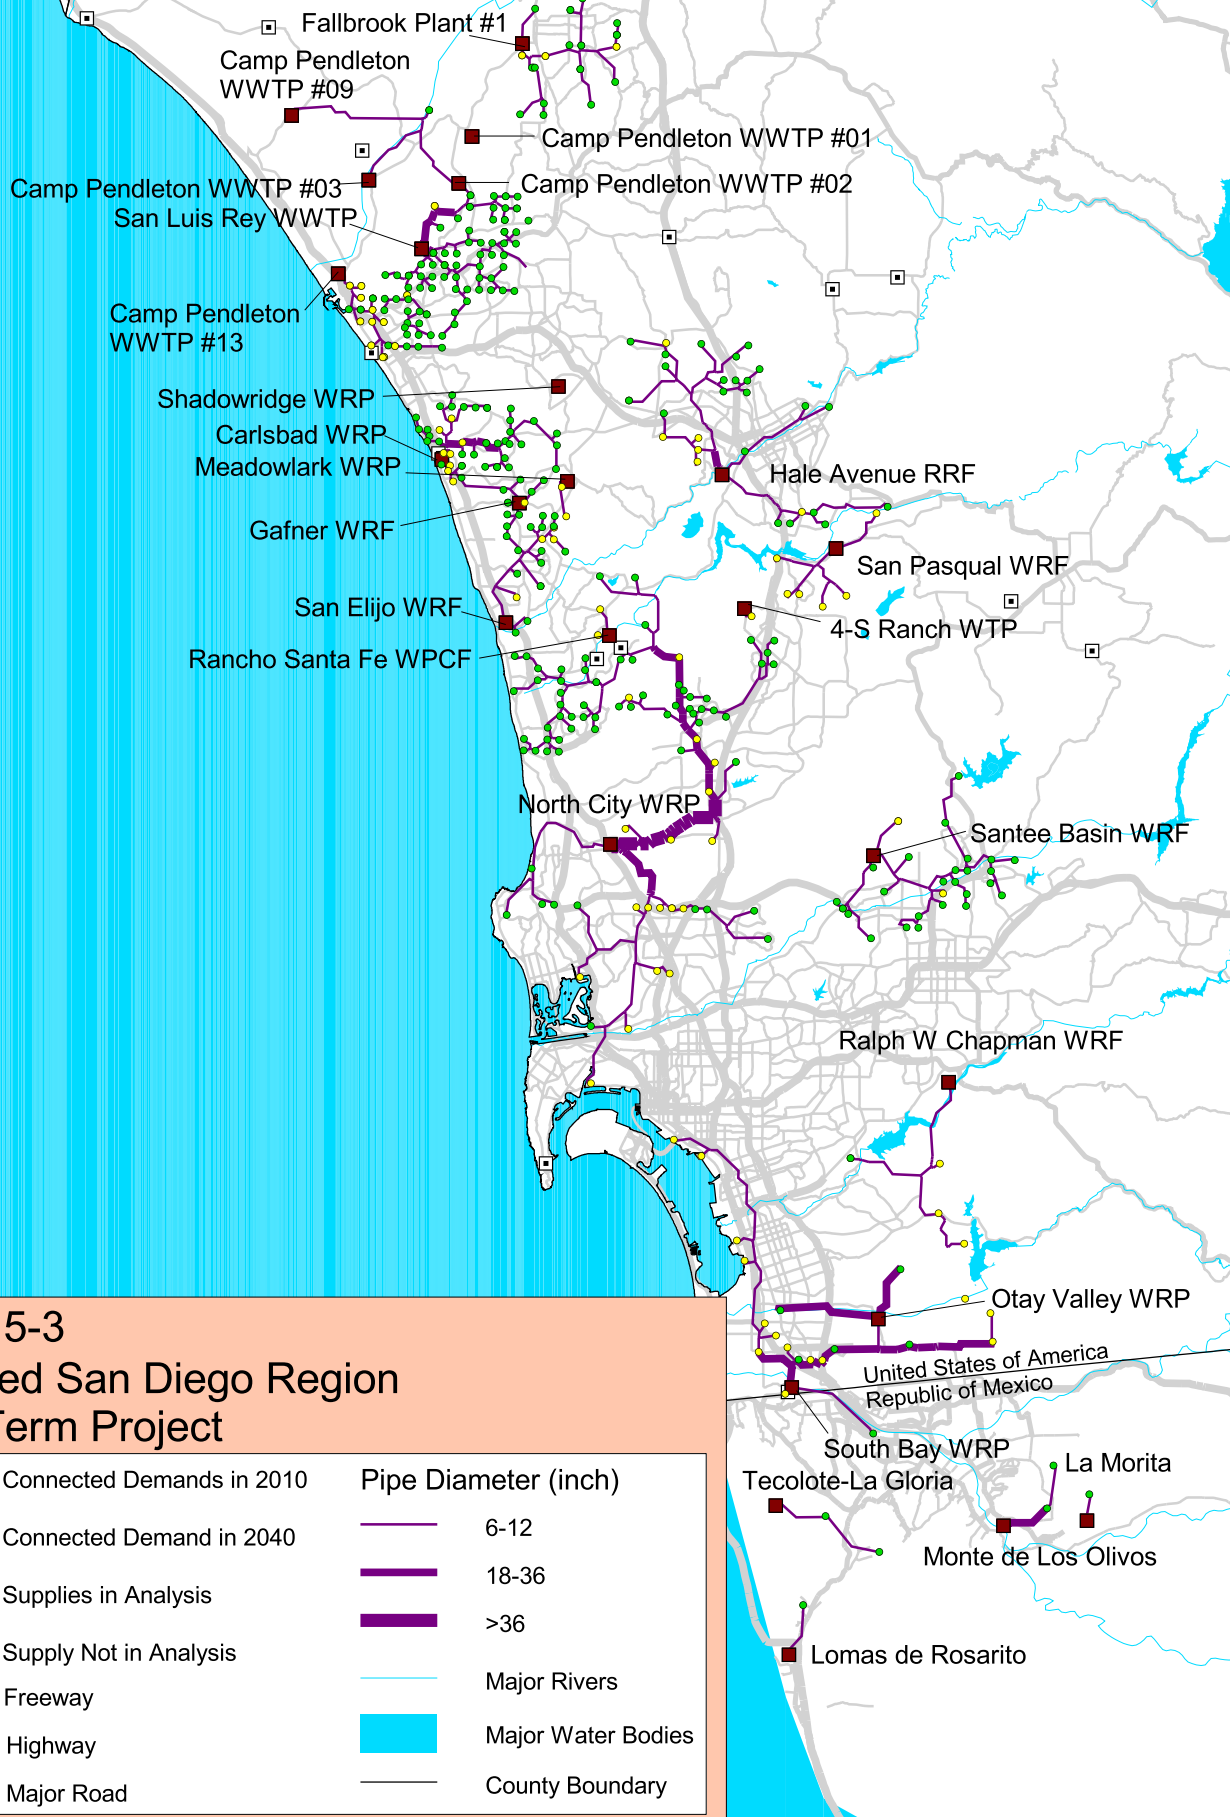 Fallbrook Plant #1
Camp Pendleton
WWTP #09
Camp Pendleton WWTP #01
Camp Pendleton WWTP #03
Camp Pendleton WWTP #02
San Luis Rey WWTP
Camp Pendleton
WWTP #13
Shadowridge WRP
Carlsbad WRP
Meadowlark WRP
Hale Avenue RRF
Gafner WRF
San Pasqual WRF
San Elijo WRF
4-S Ranch WTP
Rancho Santa Fe WPCF
North City WRP
Santee Basin WRF
Ralph W Chapman WRF
Otay Valley WRP
United States of America
Republic of Mexico
South Bay WRP
Tecolote-La Gloria
La Morita
Monte de Los Olivos
Lomas de Rosarito
5-3
ed San Diego Region
Term Project
Connected Demands in 2010
Connected Demand in 2040
Supplies in Analysis
Supply Not in Analysis
Freeway
Highway
Major Road
Pipe Diameter (inch)
6-12
18-36
>36
Major Rivers
Major Water Bodies
County Boundary